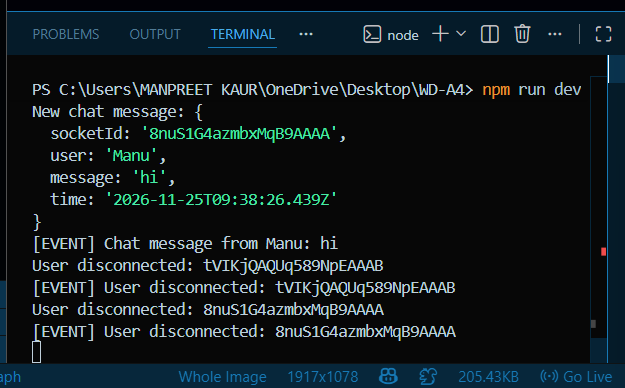 PROBLEMS OUTPUT TERMINAL ··· node ···
PS C:\Users\MANPREET KAUR\OneDrive\Desktop\WD-A4> npm run dev
New chat message: {
  socketId: '8nuS1G4azmbxMqB9AAAA',
  user: 'Manu',
  message: 'hi',
  time: '2026-11-25T09:38:26.439Z'
}
[EVENT] Chat message from Manu: hi
User disconnected: tVIKjQAQUq589NpEAAAB
[EVENT] User disconnected: tVIKjQAQUq589NpEAAAB
User disconnected: 8nuS1G4azmbxMqB9AAAA
[EVENT] User disconnected: 8nuS1G4azmbxMqB9AAAA
aph Whole Image 1917x1078 205.43KB Go Live